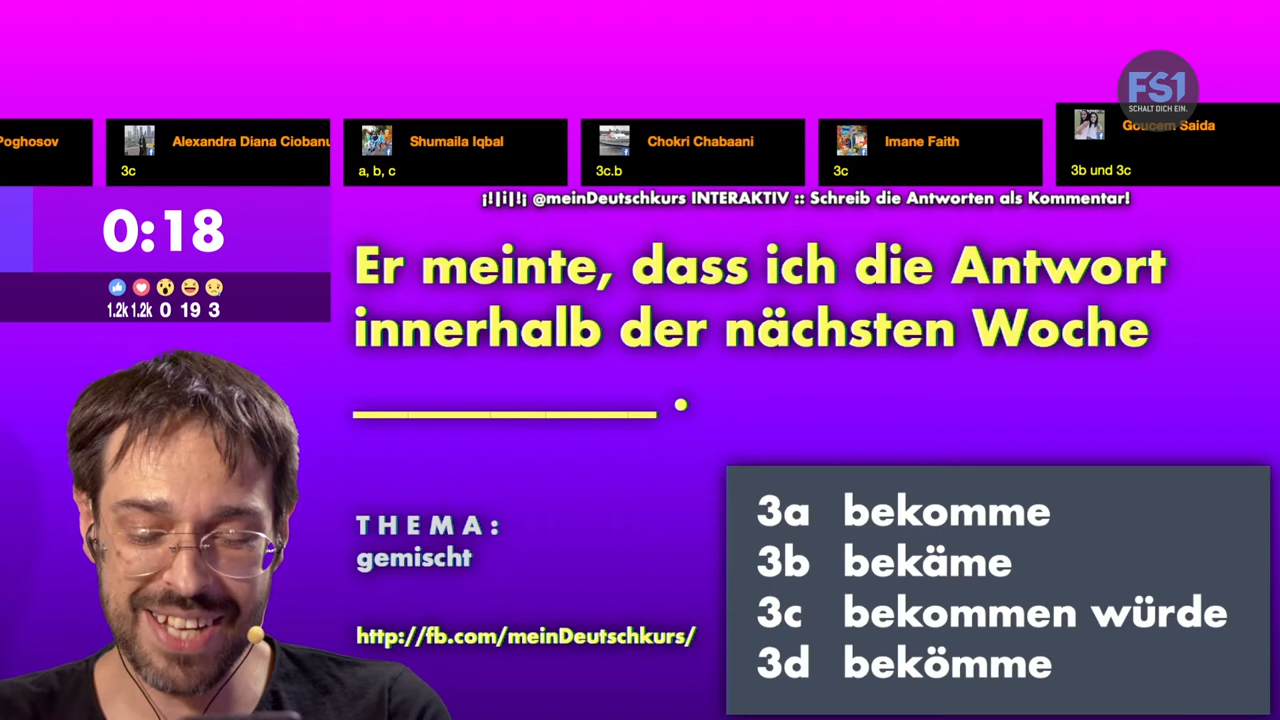 FS1
SCHALT DICH EIN.
Poghosov
Alexandra Diana Ciobanu
3c
Shumaila Iqbal
a, b, c
Chokri Chabaani
3c.b
Imane Faith
3c
Goucem Saida
3b und 3c
¡!|i|!¡ @meinDeutschkurs INTERAKTIV :: Schreib die Antworten als Kommentar!
0:18
1.2k 1.2k 0 19 3
Er meinte, dass ich die Antwort
innerhalb der nächsten Woche
___________ .
THEMA:
gemischt
http://fb.com/meinDeutschkurs/
3a bekomme
3b bekäme
3c bekommen würde
3d bekömme